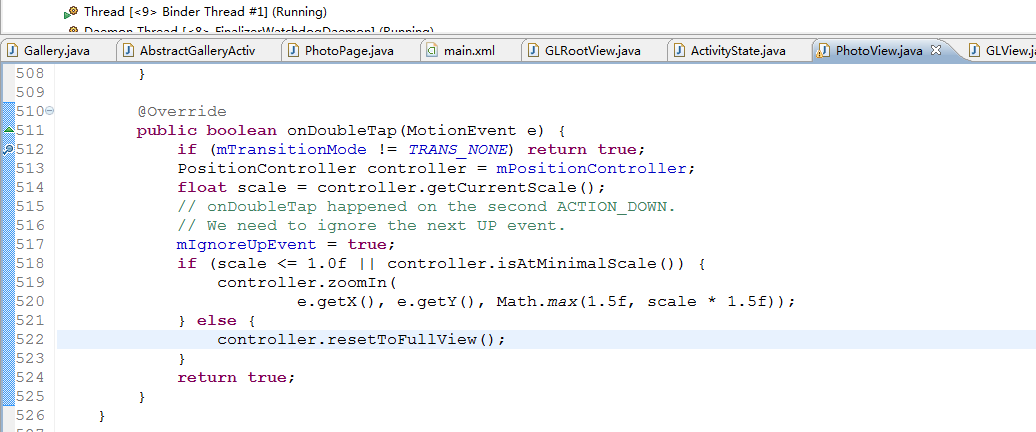 Thread [<9> Binder Thread #1] (Running)
Daemon Thread [<8> FinalizerWatchdogDaemon] (Running)
Gallery.java AbstractGalleryActiv PhotoPage.java main.xml GLRootView.java ActivityState.java PhotoView.java GLView.j
508 }
509
510 @Override
511 public boolean onDoubleTap(MotionEvent e) {
512 if (mTransitionMode != TRANS_NONE) return true;
513 PositionController controller = mPositionController;
514 float scale = controller.getCurrentScale();
515 // onDoubleTap happened on the second ACTION_DOWN.
516 // We need to ignore the next UP event.
517 mIgnoreUpEvent = true;
518 if (scale <= 1.0f || controller.isAtMinimalScale()) {
519 controller.zoomIn(
520 e.getX(), e.getY(), Math.max(1.5f, scale * 1.5f));
521 } else {
522 controller.resetToFullView();
523 }
524 return true;
525 }
526 }